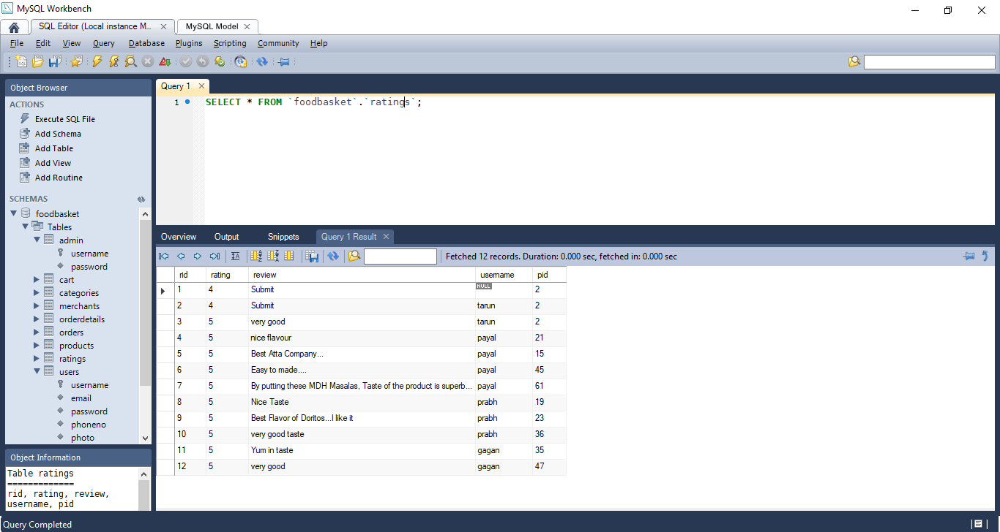 MySQL Workbench
SQL Editor (Local instance M...
MySQL Model
File Edit View Query Database Plugins Scripting Community Help
Object Browser
ACTIONS
Execute SQL File
Add Schema
Add Table
Add View
Add Routine
SCHEMAS
foodbasket
Tables
admin
username
password
cart
categories
merchants
orderdetails
orders
products
ratings
users
username
email
password
phoneno
photo
Object Information
Table ratings
=============
rid, rating, review,
username, pid
Query 1
1 SELECT * FROM `foodbasket`.`ratings`;
Overview Output Snippets Query 1 Result
Fetched 12 records. Duration: 0.000 sec, fetched in: 0.000 sec
rid rating review username pid
1 4 Submit NULL 2
2 4 Submit tarun 2
3 5 very good tarun 2
4 5 nice flavour payal 21
5 5 Best Atta Company... payal 15
6 5 Easy to made.... payal 45
7 5 By putting these MDH Masalas, Taste of the product is superb... payal 61
8 5 Nice Taste prabh 19
9 5 Best Flavor of Doritos...I like it prabh 23
10 5 very good taste prabh 36
11 5 Yum in taste gagan 35
12 5 very good gagan 47
Query Completed